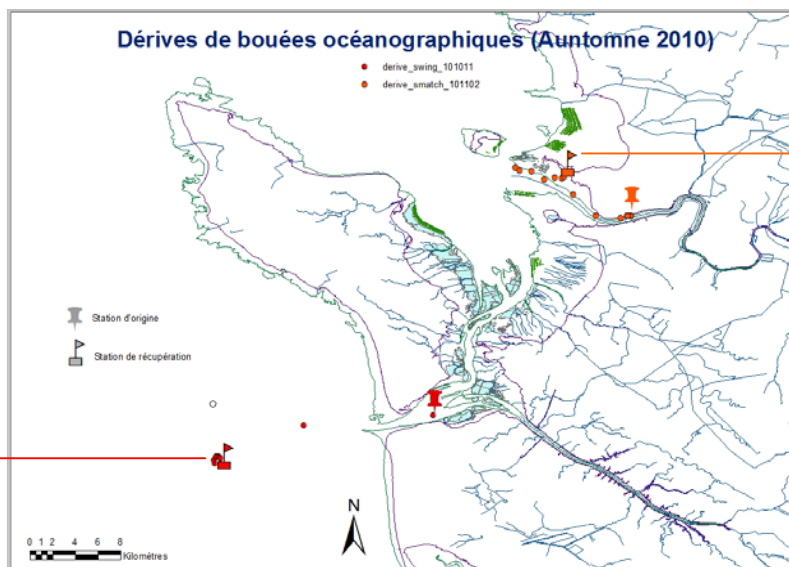 Dérives de bouées océanographiques (Auntomne 2010)
derive_swing_101011
derive_smatch_101102
Station d'origine
Station de récupération
N
0 1 2 4 6 8
Kilomètres